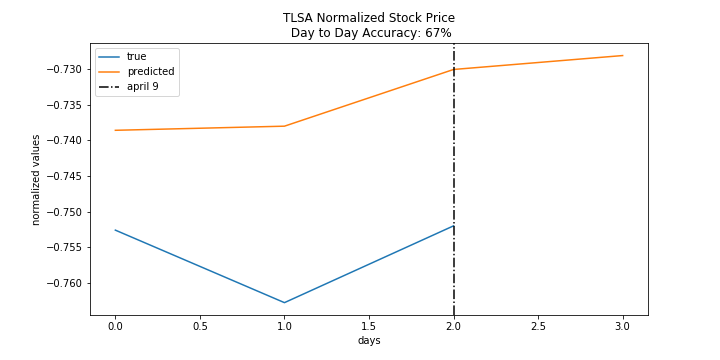 TLSA Normalized Stock Price
Day to Day Accuracy: 67%
true
predicted
april 9
normalized values
−0.730
−0.735
−0.740
−0.745
−0.750
−0.755
−0.760
0.0 0.5 1.0 1.5 2.0 2.5 3.0
days